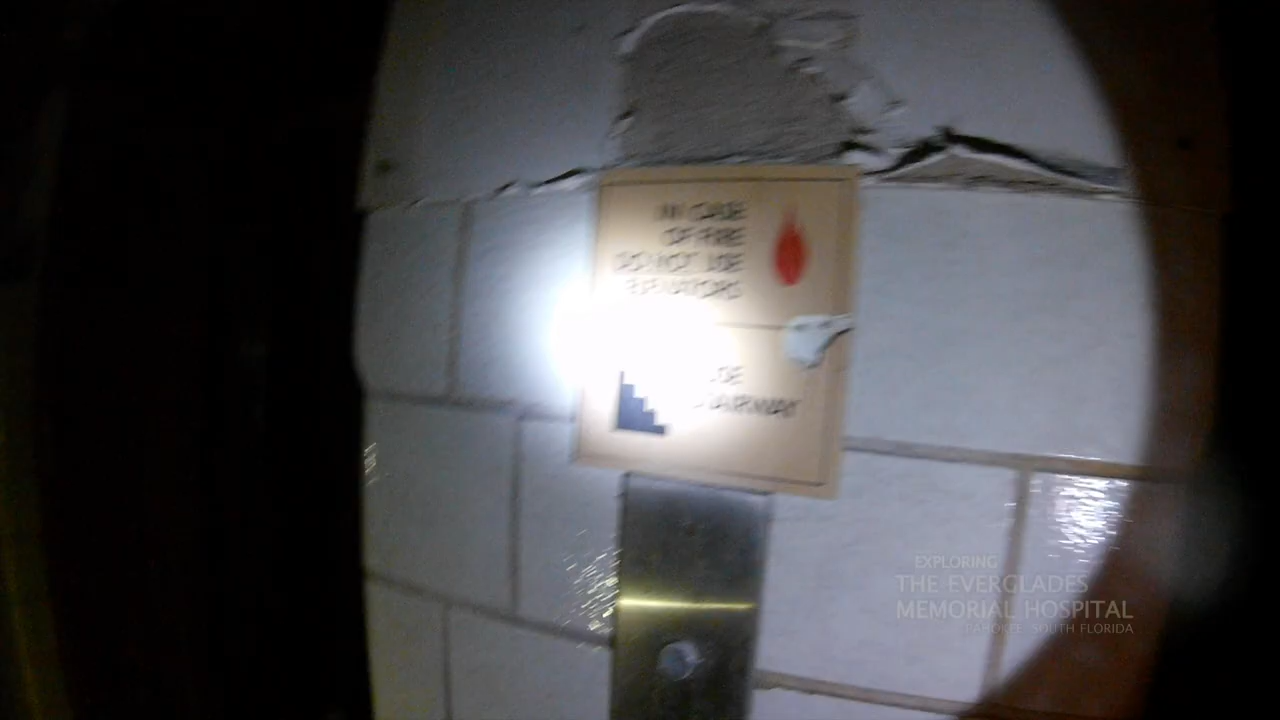 IN CASE
OF FIRE
DO NOT USE
ELEVATORS
EXPLORING
THE EVERGLADES
MEMORIAL HOSPITAL
PAHOKEE, SOUTH FLORIDA